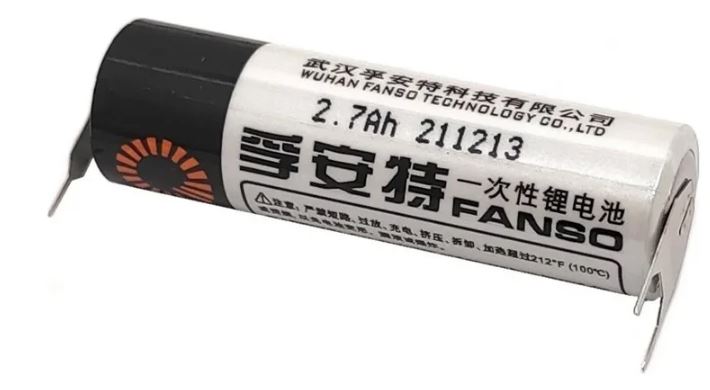 武汉孚安特科技有限公司
WUHAN FANSO TECHNOLOGY CO.,LTD
2.7Ah 211213
孚安特 一次性锂电池
FANSO
⚠注意：严禁短路、过放、充电、挤压、拆卸、加热超过212°F (100℃)